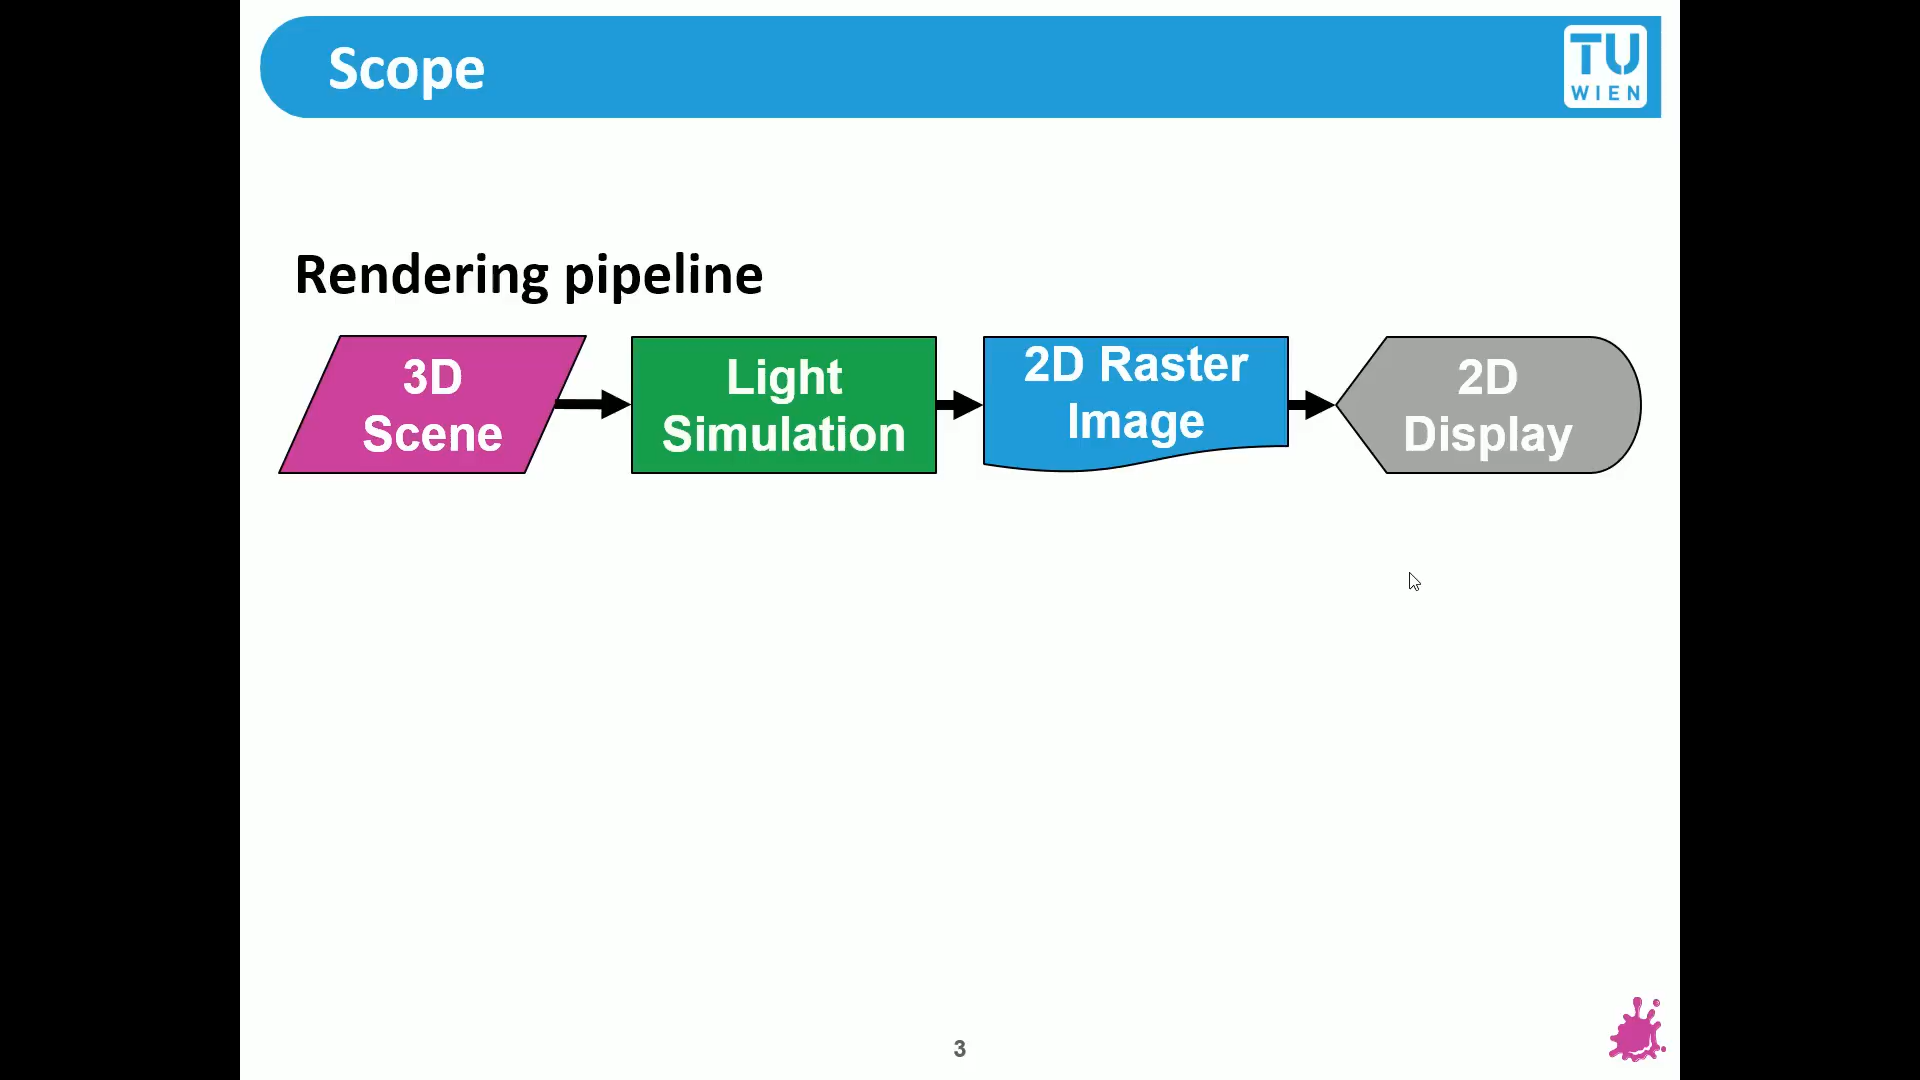 Scope
TU
WIEN
Rendering pipeline
3D
Scene
Light
Simulation
2D Raster
Image
2D
Display
3